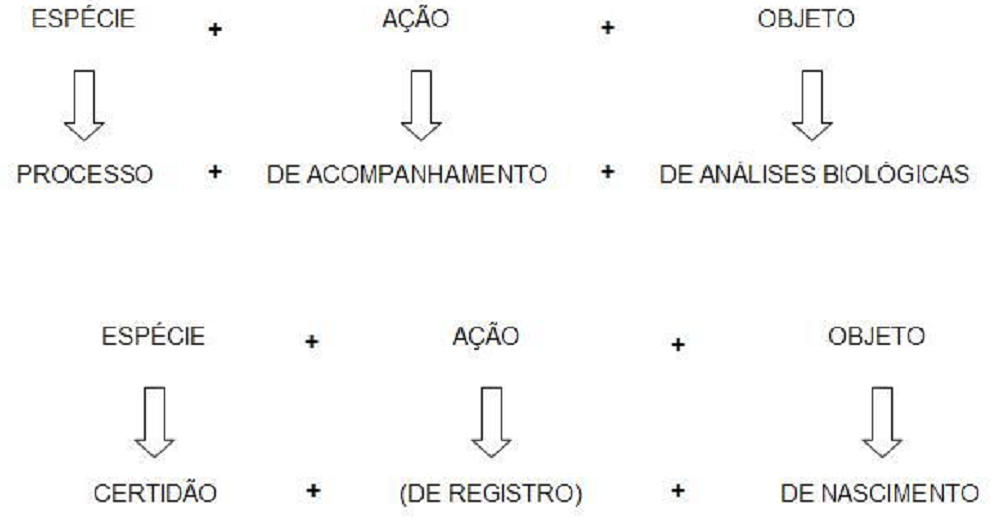 ESPÉCIE + AÇÃO + OBJETO
PROCESSO + DE ACOMPANHAMENTO + DE ANÁLISES BIOLÓGICAS
ESPÉCIE + AÇÃO + OBJETO
CERTIDÃO + (DE REGISTRO) + DE NASCIMENTO